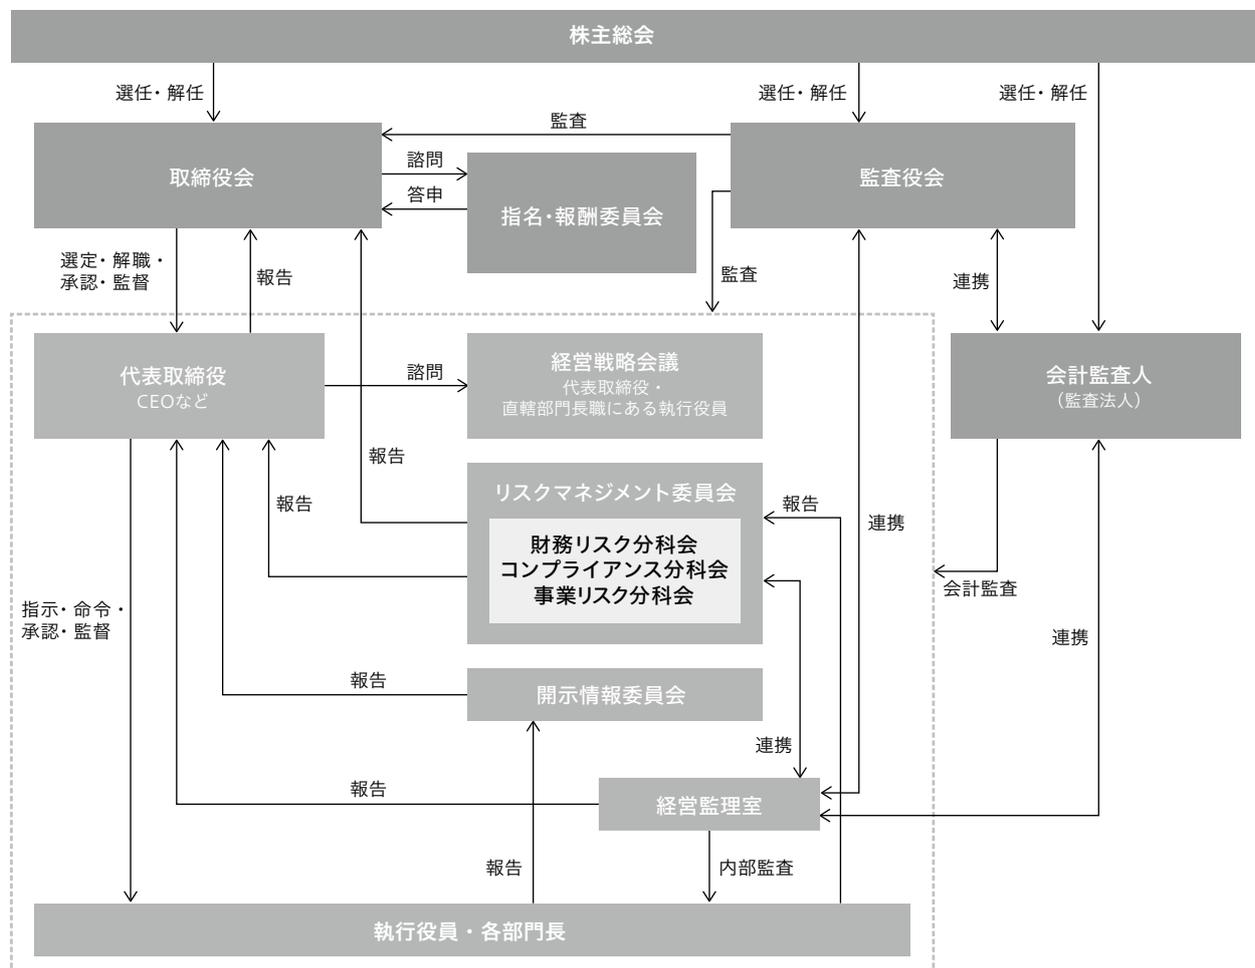 株主総会
選任・解任
選任・解任
選任・解任
監査
取締役会
諮問
答申
指名・報酬委員会
監査役会
選定・解職・
承認・監督
報告
監査
連携
代表取締役
CEOなど
諮問
経営戦略会議
代表取締役・
直轄部門長職にある執行役員
会計監査人
（監査法人）
報告
報告
リスクマネジメント委員会
財務リスク分科会
コンプライアンス分科会
事業リスク分科会
報告
連携
会計監査
指示・命令・
承認・監督
連携
報告
開示情報委員会
連携
報告
経営監理室
報告
内部監査
執行役員・各部門長